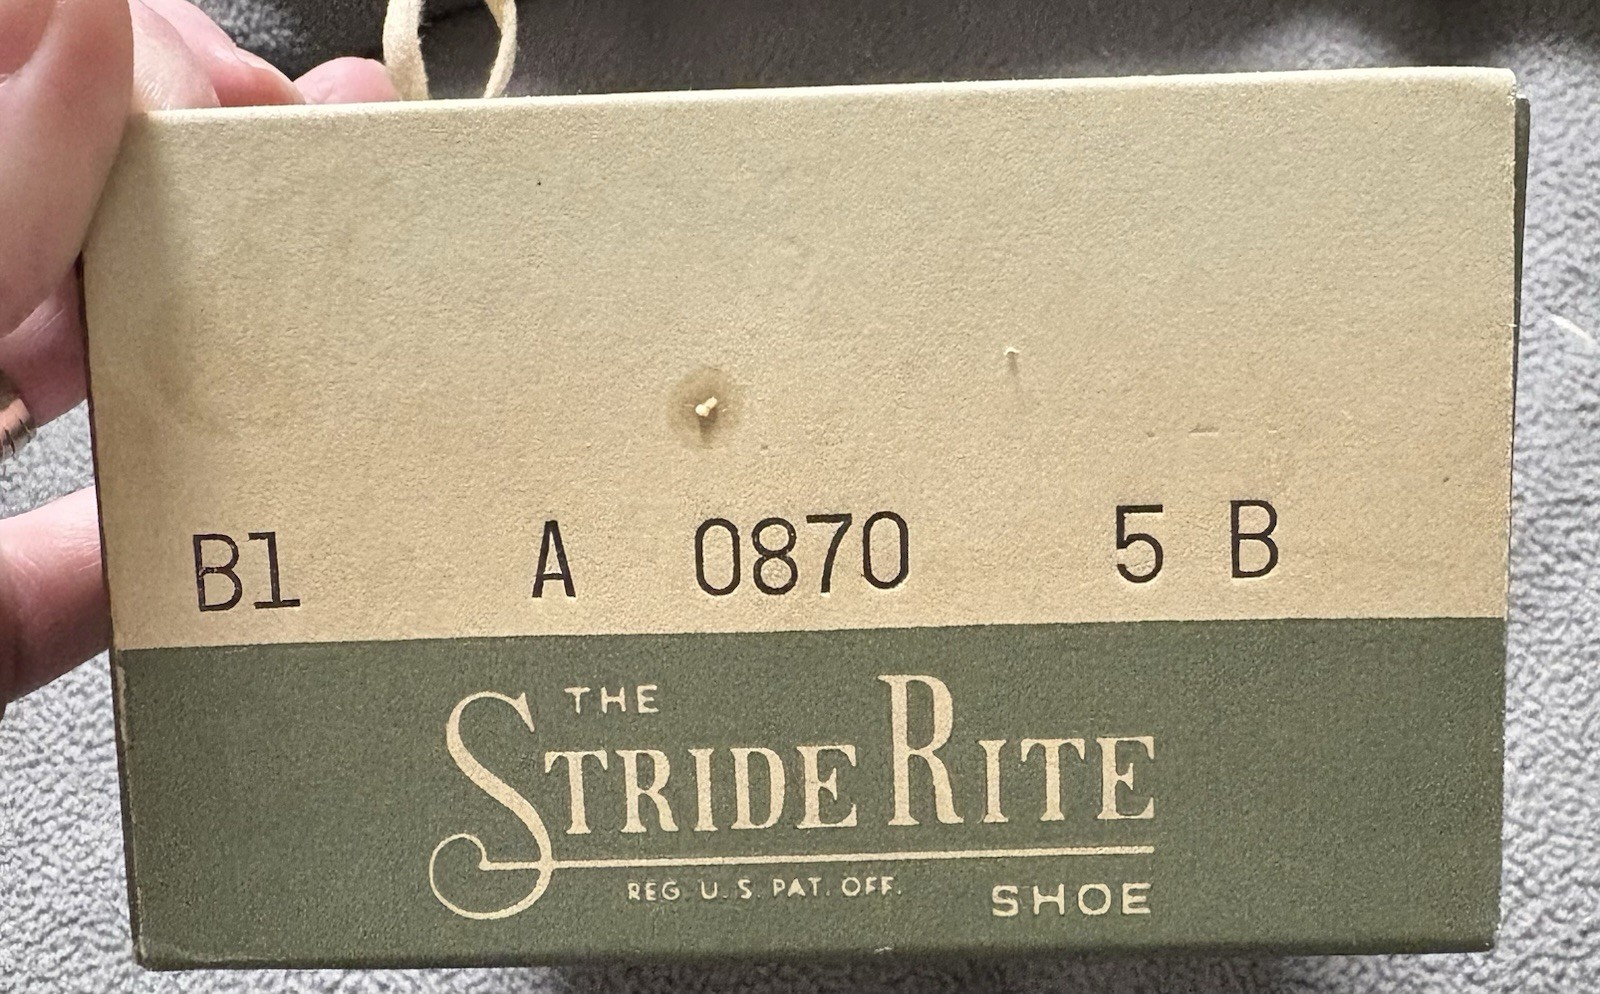 B1 A 0870 5 B
THE
STRIDE RITE
REG. U. S. PAT. OFF. SHOE